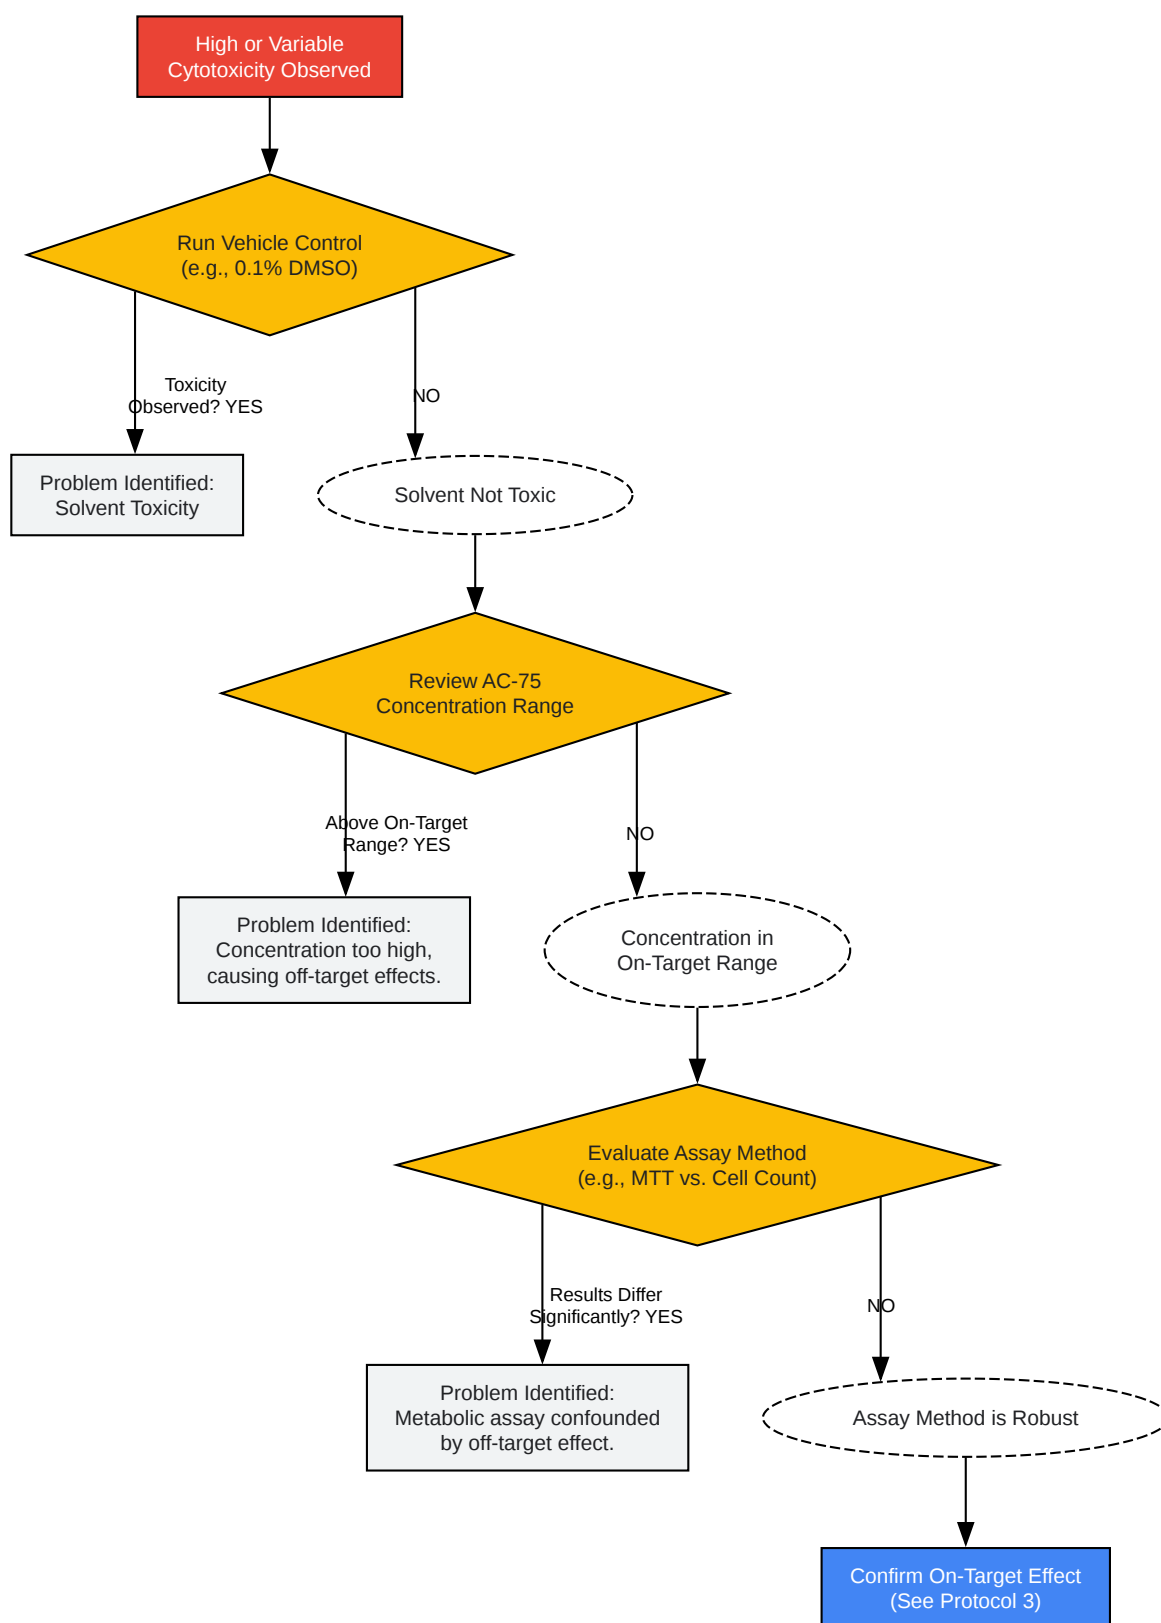 High or Variable
Cytotoxicity Observed
Run Vehicle Control
(e.g., 0.1% DMSO)
Toxicity
Observed? YES
NO
Problem Identified:
Solvent Toxicity
Solvent Not Toxic
Review AC-75
Concentration Range
Above On-Target
Range? YES
NO
Problem Identified:
Concentration too high,
causing off-target effects.
Concentration in
On-Target Range
Evaluate Assay Method
(e.g., MTT vs. Cell Count)
Results Differ
Significantly? YES
NO
Problem Identified:
Metabolic assay confounded
by off-target effect.
Assay Method is Robust
Confirm On-Target Effect
(See Protocol 3)